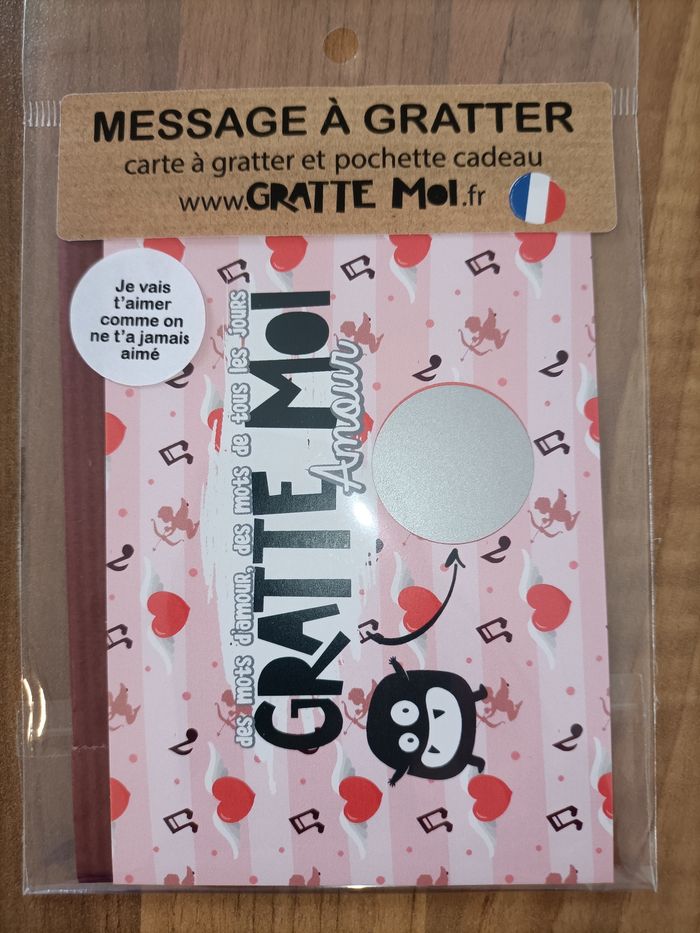 MESSAGE À GRATTER
carte à gratter et pochette cadeau
www.GRATTE MOI.fr
Je vais
t'aimer
comme on
ne t'a jamais
aimé
des mots d'amour, des mots de tous les jours
GRATTE MOI
Amour